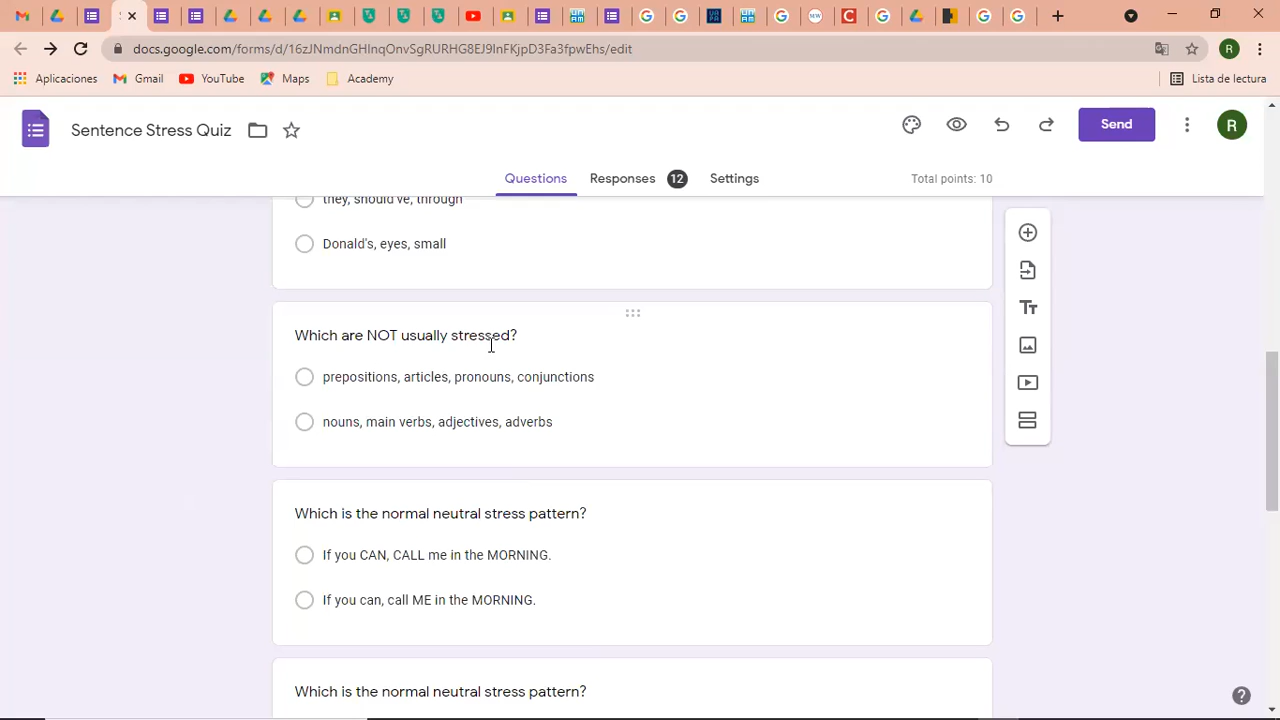 docs.google.com/forms/d/16zJNmdnGHlnqOnvSgRURHG8EJ9InFKjpD3Fa3fpwEhs/edit
R
Aplicaciones
Gmail
YouTube
Maps
Academy
Lista de lectura
Sentence Stress Quiz
Send
R
Questions
Responses 12
Settings
Total points: 10
they, should've, through
Donald's, eyes, small
Which are NOT usually stressed?
prepositions, articles, pronouns, conjunctions
nouns, main verbs, adjectives, adverbs
Which is the normal neutral stress pattern?
If you CAN, CALL me in the MORNING.
If you can, call ME in the MORNING.
Which is the normal neutral stress pattern?